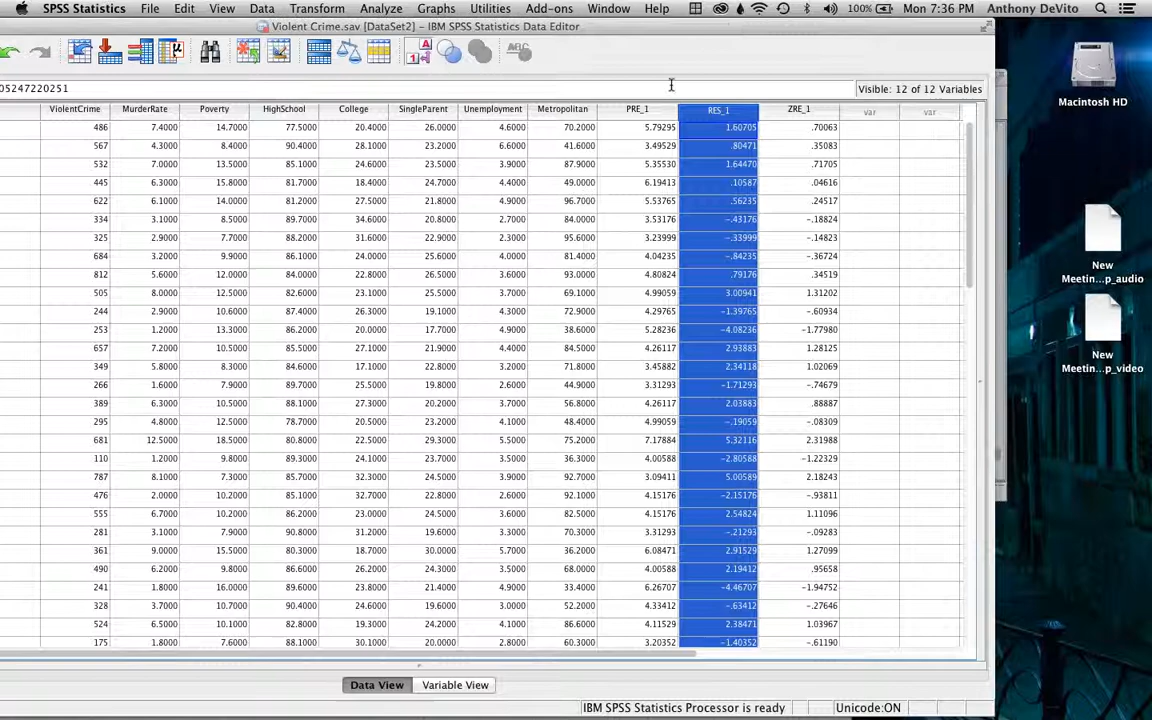 SPSS Statistics File Edit View Data Transform Analyze Graphs Utilities Add-ons Window Help 100% Mon 7:36 PM Anthony DeVito
Violent Crime.sav [DataSet2] – IBM SPSS Statistics Data Editor
05247220251 Visible: 12 of 12 Variables
ViolentCrime MurderRate Poverty HighSchool College SingleParent Unemployment Metropolitan PRE_1 RES_1 ZRE_1 var var
486 7.4000 14.7000 77.5000 20.4000 26.0000 4.6000 70.2000 5.79295 1.60705 .70063
567 4.3000 8.4000 90.4000 28.1000 23.2000 6.6000 41.6000 3.49529 .80471 .35083
532 7.0000 13.5000 85.1000 24.6000 23.5000 3.9000 87.9000 5.35530 1.64470 .71705
445 6.3000 15.8000 81.7000 18.4000 24.7000 4.4000 49.0000 6.19413 .10587 .04616
622 6.1000 14.0000 81.2000 27.5000 21.8000 4.9000 96.7000 5.53765 .56235 .24517
334 3.1000 8.5000 89.7000 34.6000 20.8000 2.7000 84.0000 3.53176 -.43176 -.18824
325 2.9000 7.7000 88.2000 31.6000 22.9000 2.3000 95.6000 3.23999 -.33999 -.14823
684 3.2000 9.9000 86.1000 24.0000 25.6000 4.0000 81.4000 4.04235 -.84235 -.36724
812 5.6000 12.0000 84.0000 22.8000 26.5000 3.6000 93.0000 4.80824 .79176 .34519
505 8.0000 12.5000 82.6000 23.1000 25.5000 3.7000 69.1000 4.99059 3.00941 1.31202
244 2.9000 10.6000 87.4000 26.3000 19.1000 4.3000 72.9000 4.29765 -1.39765 -.60934
253 1.2000 13.3000 86.2000 20.0000 17.7000 4.9000 38.6000 5.28236 -4.08236 -1.77980
657 7.2000 10.5000 85.5000 27.1000 21.9000 4.4000 84.5000 4.26117 2.93883 1.28125
349 5.8000 8.3000 84.6000 17.1000 22.8000 3.2000 71.8000 3.45882 2.34118 1.02069
266 1.6000 7.9000 89.7000 25.5000 19.8000 2.6000 44.9000 3.31293 -1.71293 -.74679
389 6.3000 10.5000 88.1000 27.3000 20.2000 3.7000 56.8000 4.26117 2.03883 .88887
295 4.8000 12.5000 78.7000 20.5000 23.2000 4.1000 48.4000 4.99059 -.19059 -.08309
681 12.5000 18.5000 80.8000 22.5000 29.3000 5.5000 75.2000 7.17884 5.32116 2.31988
110 1.2000 9.8000 89.3000 24.1000 23.7000 3.5000 36.3000 4.00588 -2.80588 -1.22329
787 8.1000 7.3000 85.7000 32.3000 24.5000 3.9000 92.7000 3.09411 5.00589 2.18243
476 2.0000 10.2000 85.1000 32.7000 22.8000 2.6000 92.1000 4.15176 -2.15176 -.93811
555 6.7000 10.2000 86.2000 23.0000 24.5000 3.6000 82.5000 4.15176 2.54824 1.11096
281 3.1000 7.9000 90.8000 31.2000 19.6000 3.3000 70.3000 3.31293 -.21293 -.09283
361 9.0000 15.5000 80.3000 18.7000 30.0000 5.7000 36.2000 6.08471 2.91529 1.27099
490 6.2000 9.8000 86.6000 26.2000 24.3000 3.5000 68.0000 4.00588 2.19412 .95658
241 1.8000 16.0000 89.6000 23.8000 21.4000 4.9000 33.4000 6.26707 -4.46707 -1.94752
328 3.7000 10.7000 90.4000 24.6000 19.6000 3.0000 52.2000 4.33412 -.63412 -.27646
524 6.5000 10.1000 82.8000 19.3000 24.2000 4.1000 86.6000 4.11529 2.38471 1.03967
175 1.8000 7.6000 88.1000 30.1000 20.0000 2.8000 60.3000 3.20352 -1.40352 -.61190
Data View Variable View
IBM SPSS Statistics Processor is ready Unicode:ON
Macintosh HD
New
Meetin...p_audio
New
Meetin...p_video